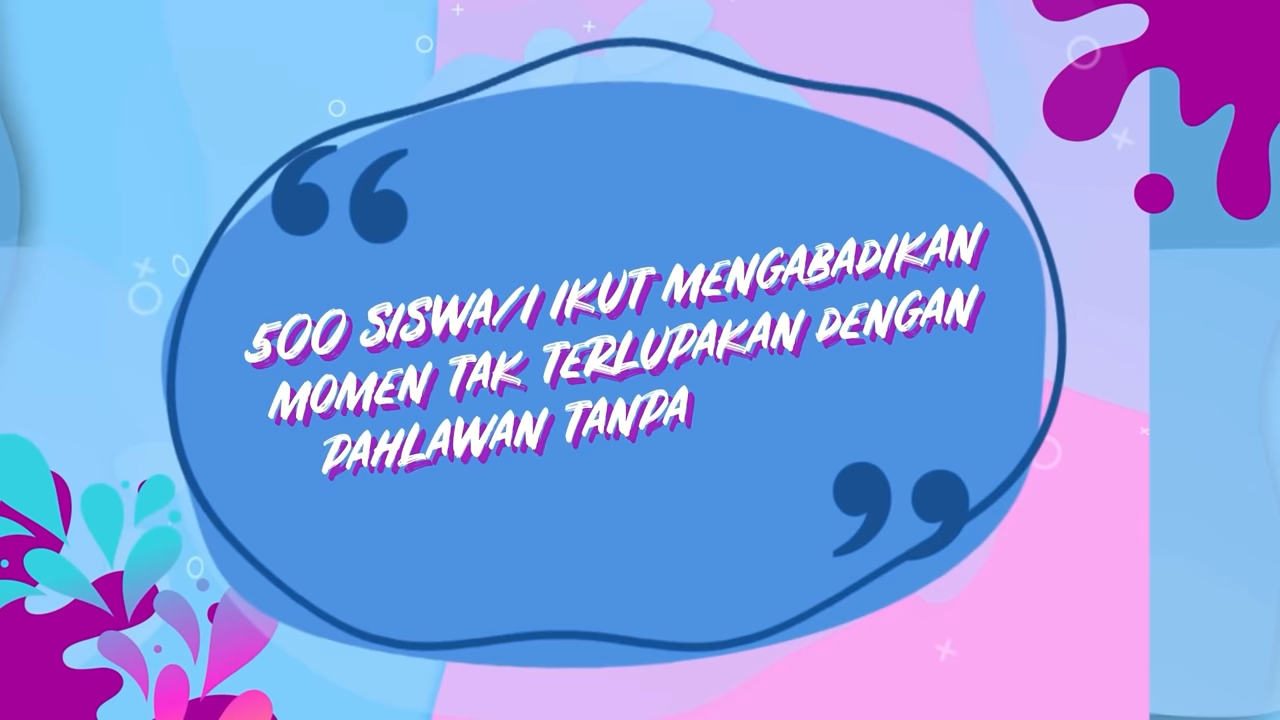 500 SISWA/I IKUT MENGABADIKAN
MOMEN TAK TERLUPAKAN DENGAN
PAHLAWAN TANPA